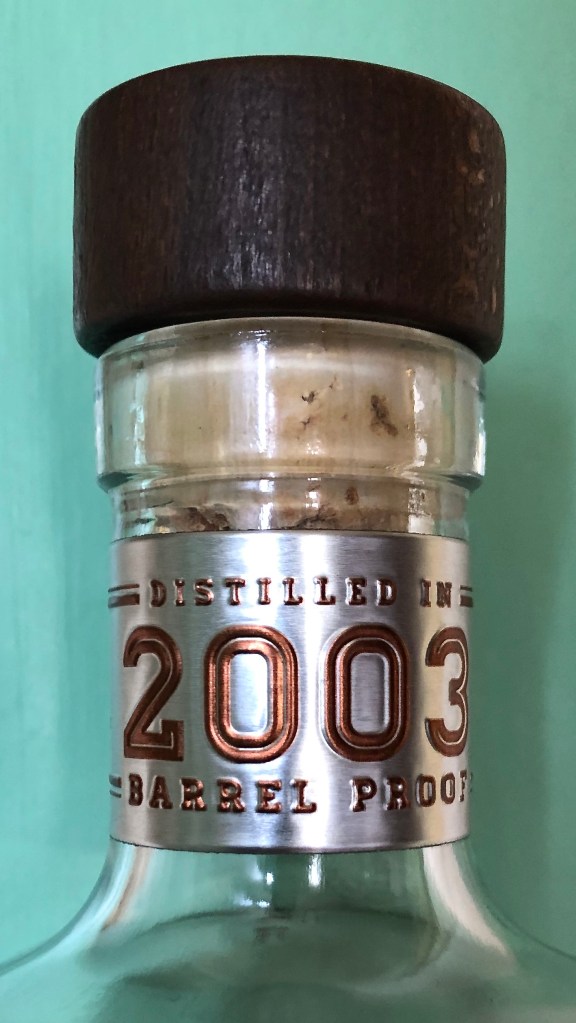 DISTILLED IN
2003
BARREL PROOF